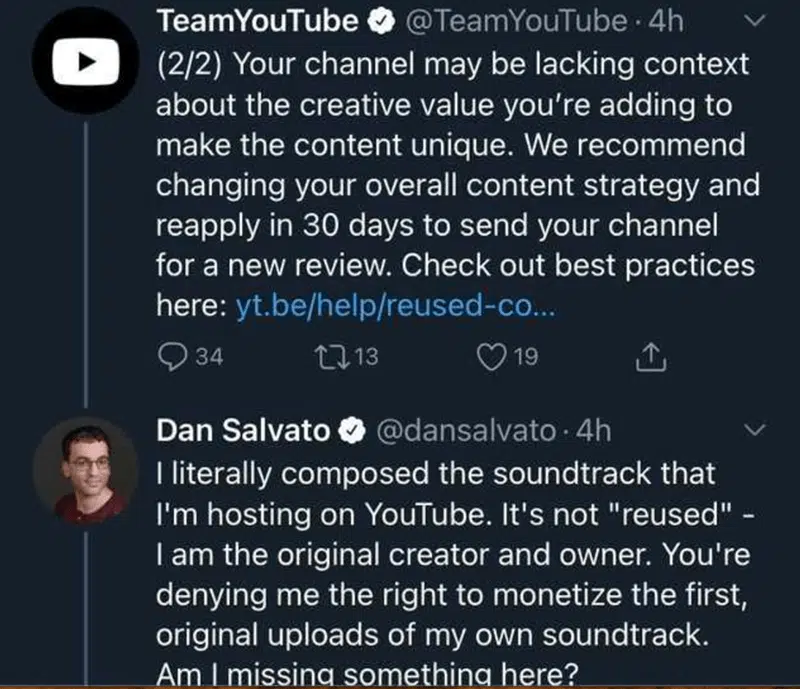 TeamYouTube @TeamYouTube · 4h
(2/2) Your channel may be lacking context
about the creative value you're adding to
make the content unique. We recommend
changing your overall content strategy and
reapply in 30 days to send your channel
for a new review. Check out best practices
here: yt.be/help/reused-co...
34 13 19
Dan Salvato @dansalvato · 4h
I literally composed the soundtrack that
I'm hosting on YouTube. It's not "reused" -
I am the original creator and owner. You're
denying me the right to monetize the first,
original uploads of my own soundtrack.
Am I missing something here?